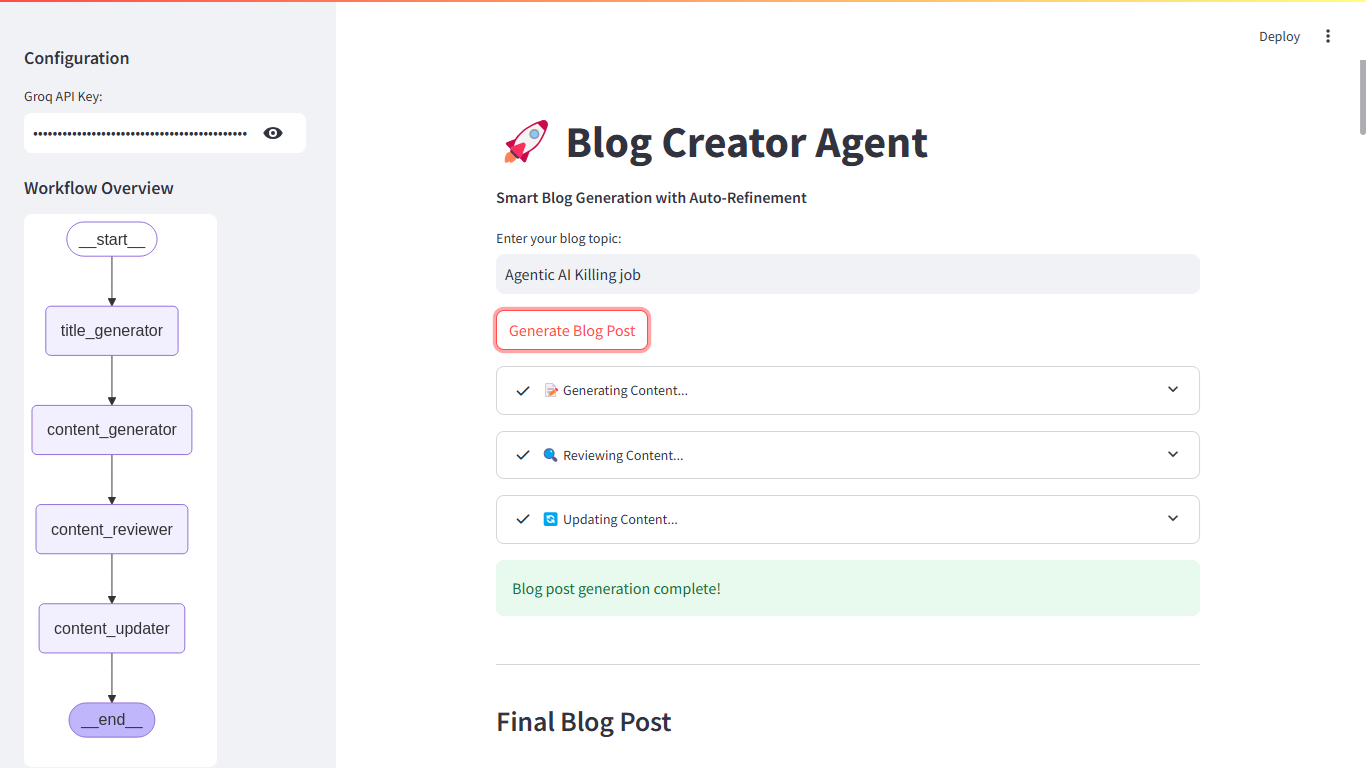 Deploy
Configuration
Groq API Key:
••••••••••••••••••••••••••••••••••••••••••••
Workflow Overview
__start__
title_generator
content_generator
content_reviewer
content_updater
__end__
🚀 Blog Creator Agent
Smart Blog Generation with Auto-Refinement
Enter your blog topic:
Agentic AI Killing job
Generate Blog Post
📝 Generating Content...
🔍 Reviewing Content...
🔄 Updating Content...
Blog post generation complete!
Final Blog Post